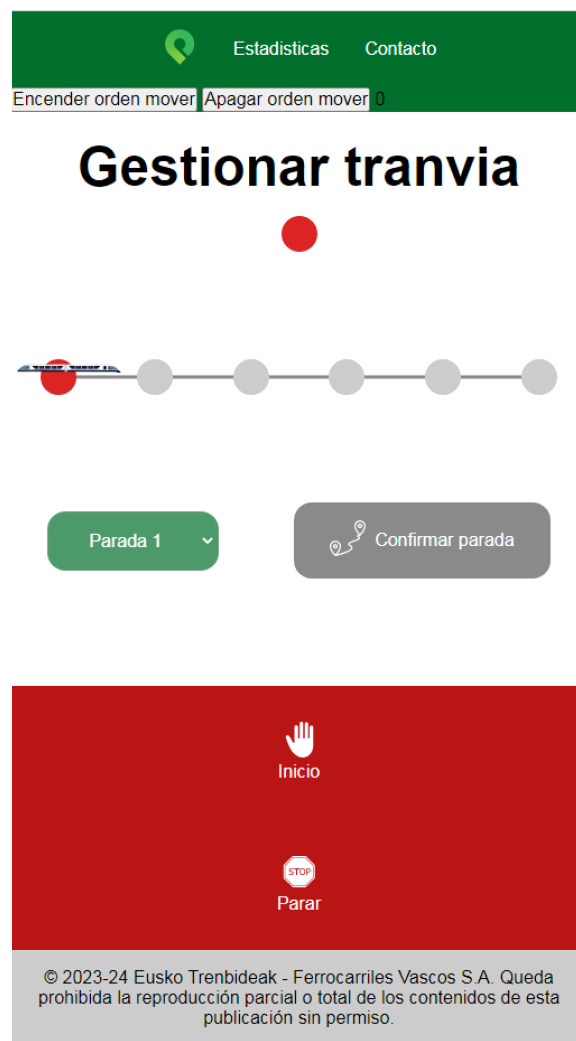 Estadisticas Contacto
Encender orden mover Apagar orden mover 0
Gestionar tranvia
Parada 1
Confirmar parada
Inicio
STOP
Parar
© 2023-24 Eusko Trenbideak - Ferrocarriles Vascos S.A. Queda
prohibida la reproducción parcial o total de los contenidos de esta
publicación sin permiso.